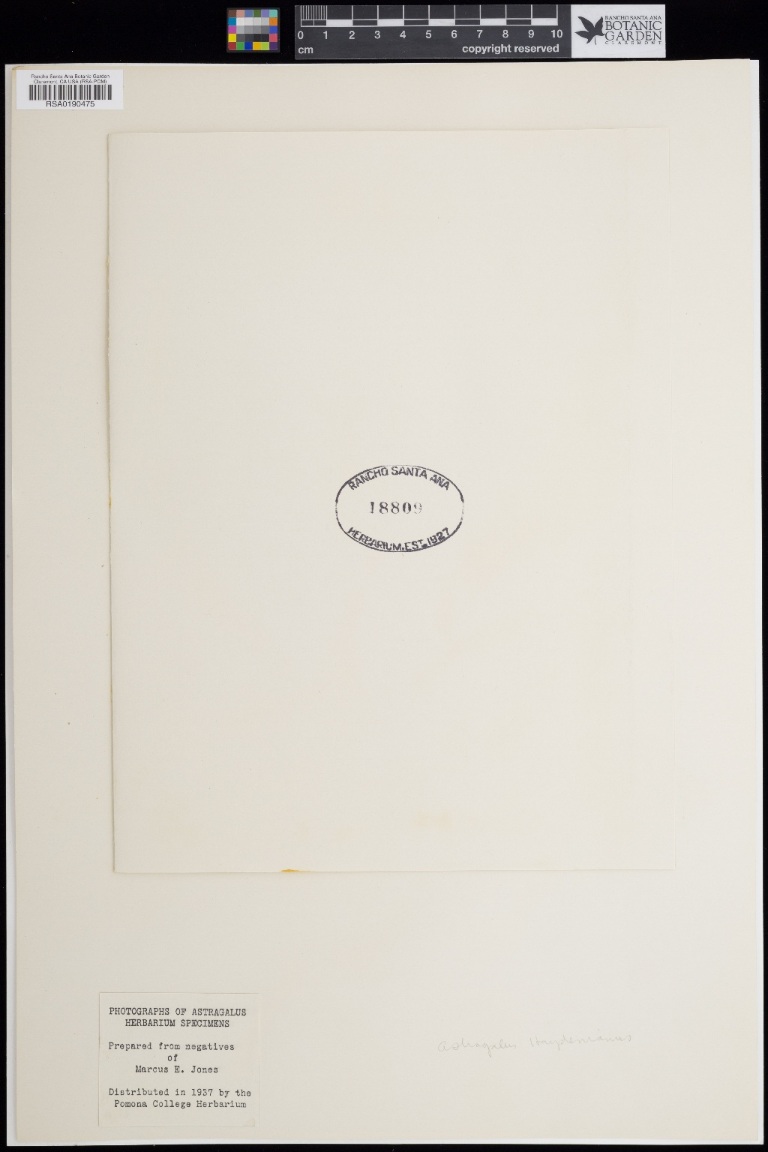 0 1 2 3 4 5 6 7 8 9 10
cm
copyright reserved
RANCHO SANTA ANA
BOTANIC
GARDEN
CLAREMONT
Rancho Santa Ana Botanic Garden
Claremont, CA USA (RSA-POM)
RSA0190475
RANCHO SANTA ANA
18809
HERBARIUM. EST. 1927
PHOTOGRAPHS OF ASTRAGALUS
HERBARIUM SPECIMENS
Prepared from negatives
of
Marcus E. Jones
Distributed in 1937 by the
Pomona College Herbarium
Astragalus Haydenianus